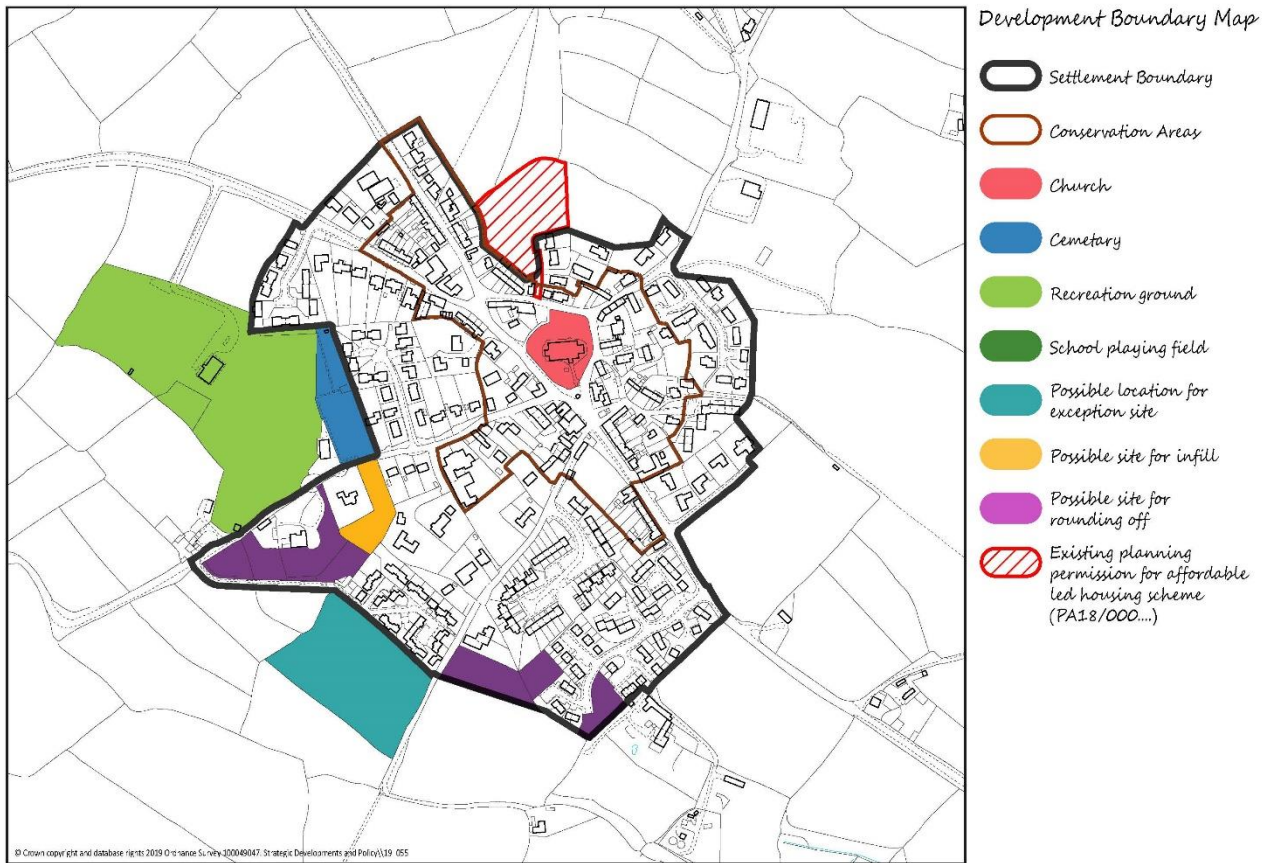 Development Boundary Map
Settlement Boundary
Conservation Areas
Church
Cemetary
Recreation ground
School playing field
Possible location for
exception site
Possible site for infill
Possible site for
rounding off
Existing planning
permission for affordable
led housing scheme
(PA18/000....)
© Crown copyright and database rights 2019 Ordnance Survey 100049047. Strategic Developments and Policy\\19_055